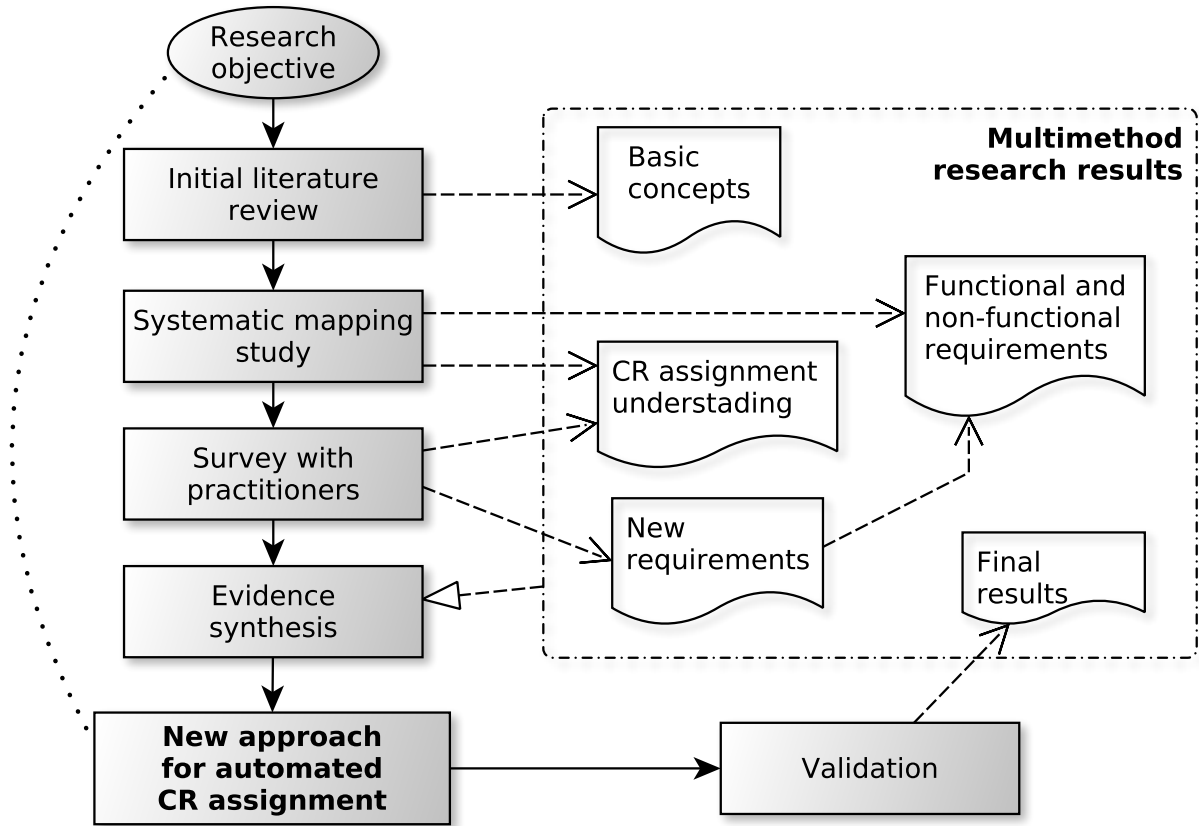 Research
objective
Initial literature
review
Systematic mapping
study
Survey with
practitioners
Evidence
synthesis
New approach
for automated
CR assignment
Multimethod
research results
Basic
concepts
Functional and
non-functional
requirements
CR assignment
understading
New
requirements
Final
results
Validation